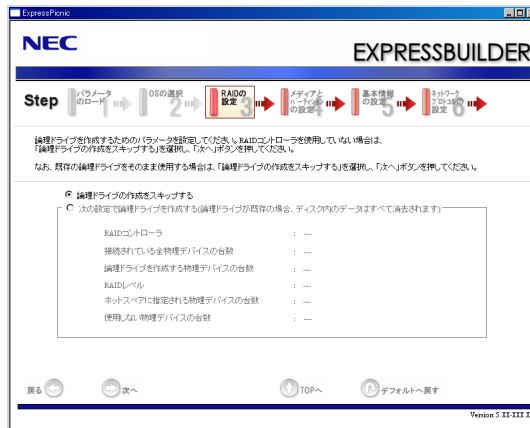 ExpressPicnic
NEC
EXPRESSBUILDER
Step
パラメータ
のロード 1
OSの選択
2
RAIDの
設定 3
メディアと
パーティション
の設定 4
基本情報
の設定 5
ネットワーク
プロトコルの
設定 6
論理ドライブを作成するためのパラメータを設定してください。RAIDコントローラを使用していない場合は、
「論理ドライブの作成をスキップする」を選択し、「次へ」ボタンを押してください。
なお、既存の論理ドライブをそのまま使用する場合は、「論理ドライブの作成をスキップする」を選択し、「次へ」ボタンを押してください。
論理ドライブの作成をスキップする
次の設定で論理ドライブを作成する(論理ドライブが既存の場合、ディスク内のデータはすべて消去されます)
RAIDコントローラ : ---
接続されている全物理デバイスの台数 : ---
論理ドライブを作成する物理デバイスの台数 : ---
RAIDレベル : ---
ホットスペアに指定される物理デバイスの台数 : ---
使用しない物理デバイスの台数 : ---
戻る 次へ TOPへ デフォルトへ戻す